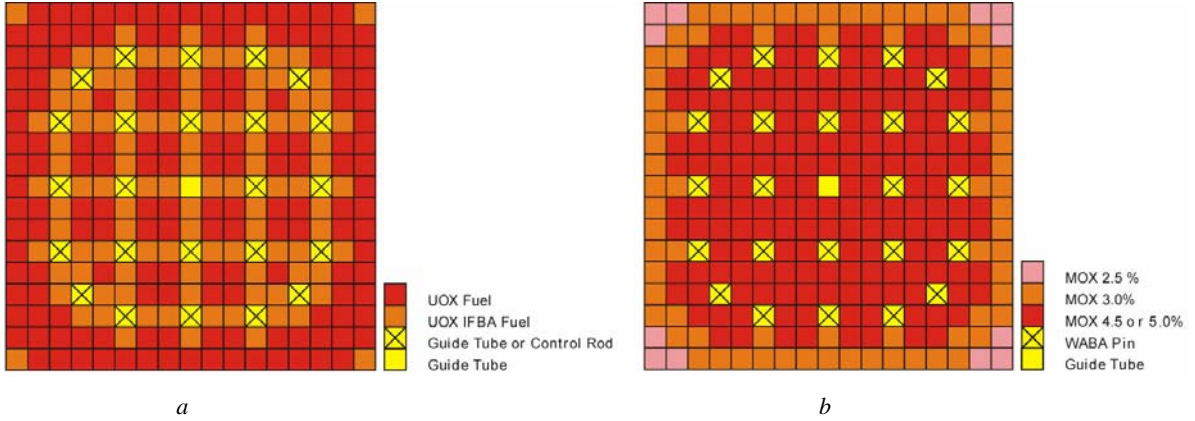 UOX Fuel
UOX IFBA Fuel
Guide Tube or Control Rod
Guide Tube
a
MOX 2.5 %
MOX 3.0%
MOX 4.5 or 5.0%
WABA Pin
Guide Tube
b